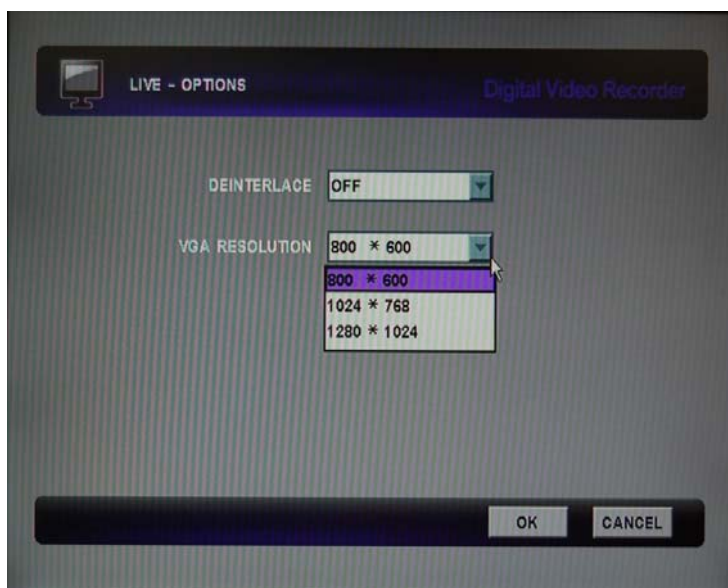 LIVE - OPTIONS
Digital Video Recorder
DEINTERLACE OFF
VGA RESOLUTION 800 * 600
800 * 600
1024 * 768
1280 * 1024
OK CANCEL